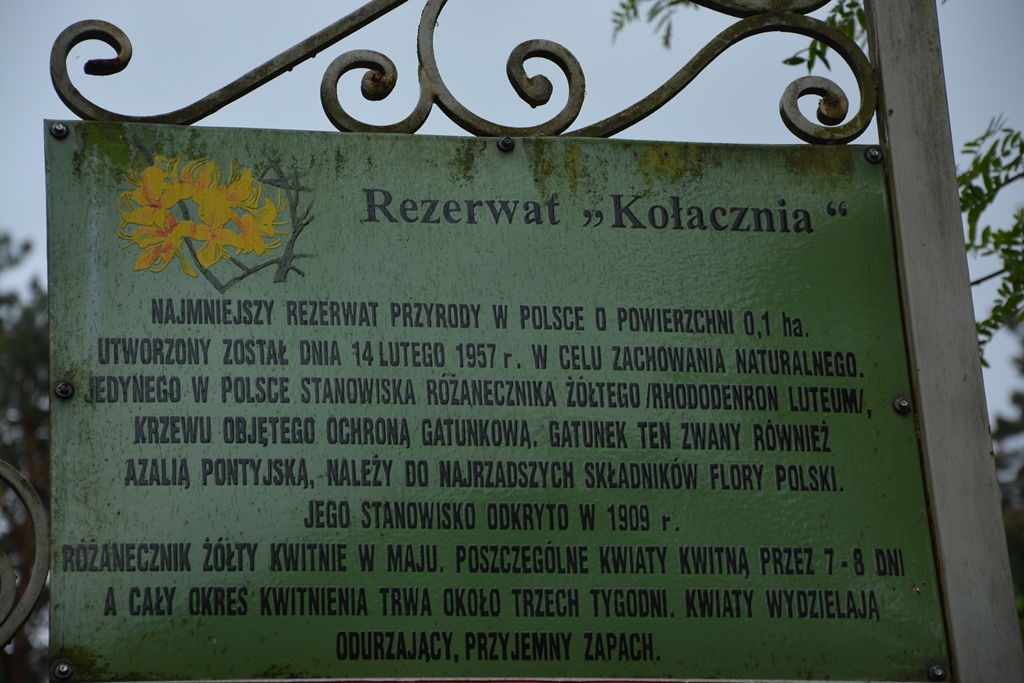 Rezerwat „Kołacznia“
NAJMNIEJSZY REZERWAT PRZYRODY W POLSCE O POWIERZCHNI 0,1 ha.
UTWORZONY ZOSTAŁ DNIA 14 LUTEGO 1957 r. W CELU ZACHOWANIA NATURALNEGO.
JEDYNEGO W POLSCE STANOWISKA RÓŻANECZNIKA ŻÓŁTEGO /RHODODENRON LUTEUM/,
KRZEWU OBJĘTEGO OCHRONĄ GATUNKOWĄ. GATUNEK TEN ZWANY RÓWNIEŻ
AZALIĄ PONTYJSKĄ, NALEŻY DO NAJRZADSZYCH SKŁADNIKÓW FLORY POLSKI.
JEGO STANOWISKO ODKRYTO W 1909 r.
RÓŻANECZNIK ŻÓŁTY KWITNIE W MAJU. POSZCZEGÓLNE KWIATY KWITNĄ PRZEZ 7 - 8 DNI
A CAŁY OKRES KWITNIENIA TRWA OKOŁO TRZECH TYGODNI. KWIATY WYDZIELAJĄ
ODURZAJĄCY, PRZYJEMNY ZAPACH.